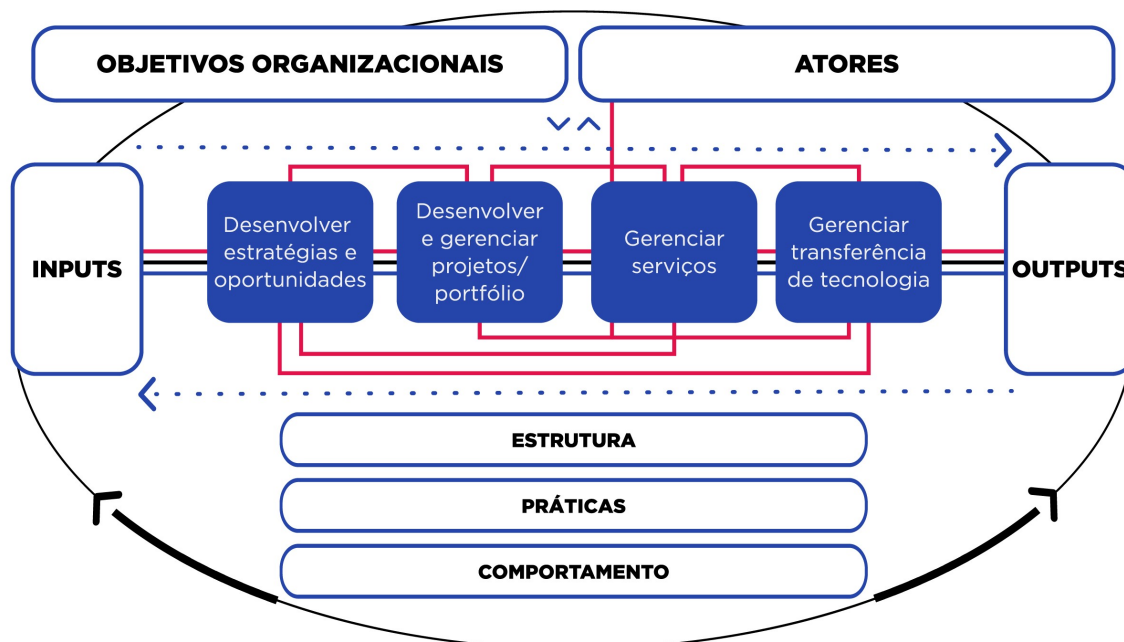 OBJETIVOS ORGANIZACIONAIS
ATORES
INPUTS
Desenvolver
estratégias e
oportunidades
Desenvolver
e gerenciar
projetos/
portfólio
Gerenciar
serviços
Gerenciar
transferência
de tecnologia
OUTPUTS
ESTRUTURA
PRÁTICAS
COMPORTAMENTO